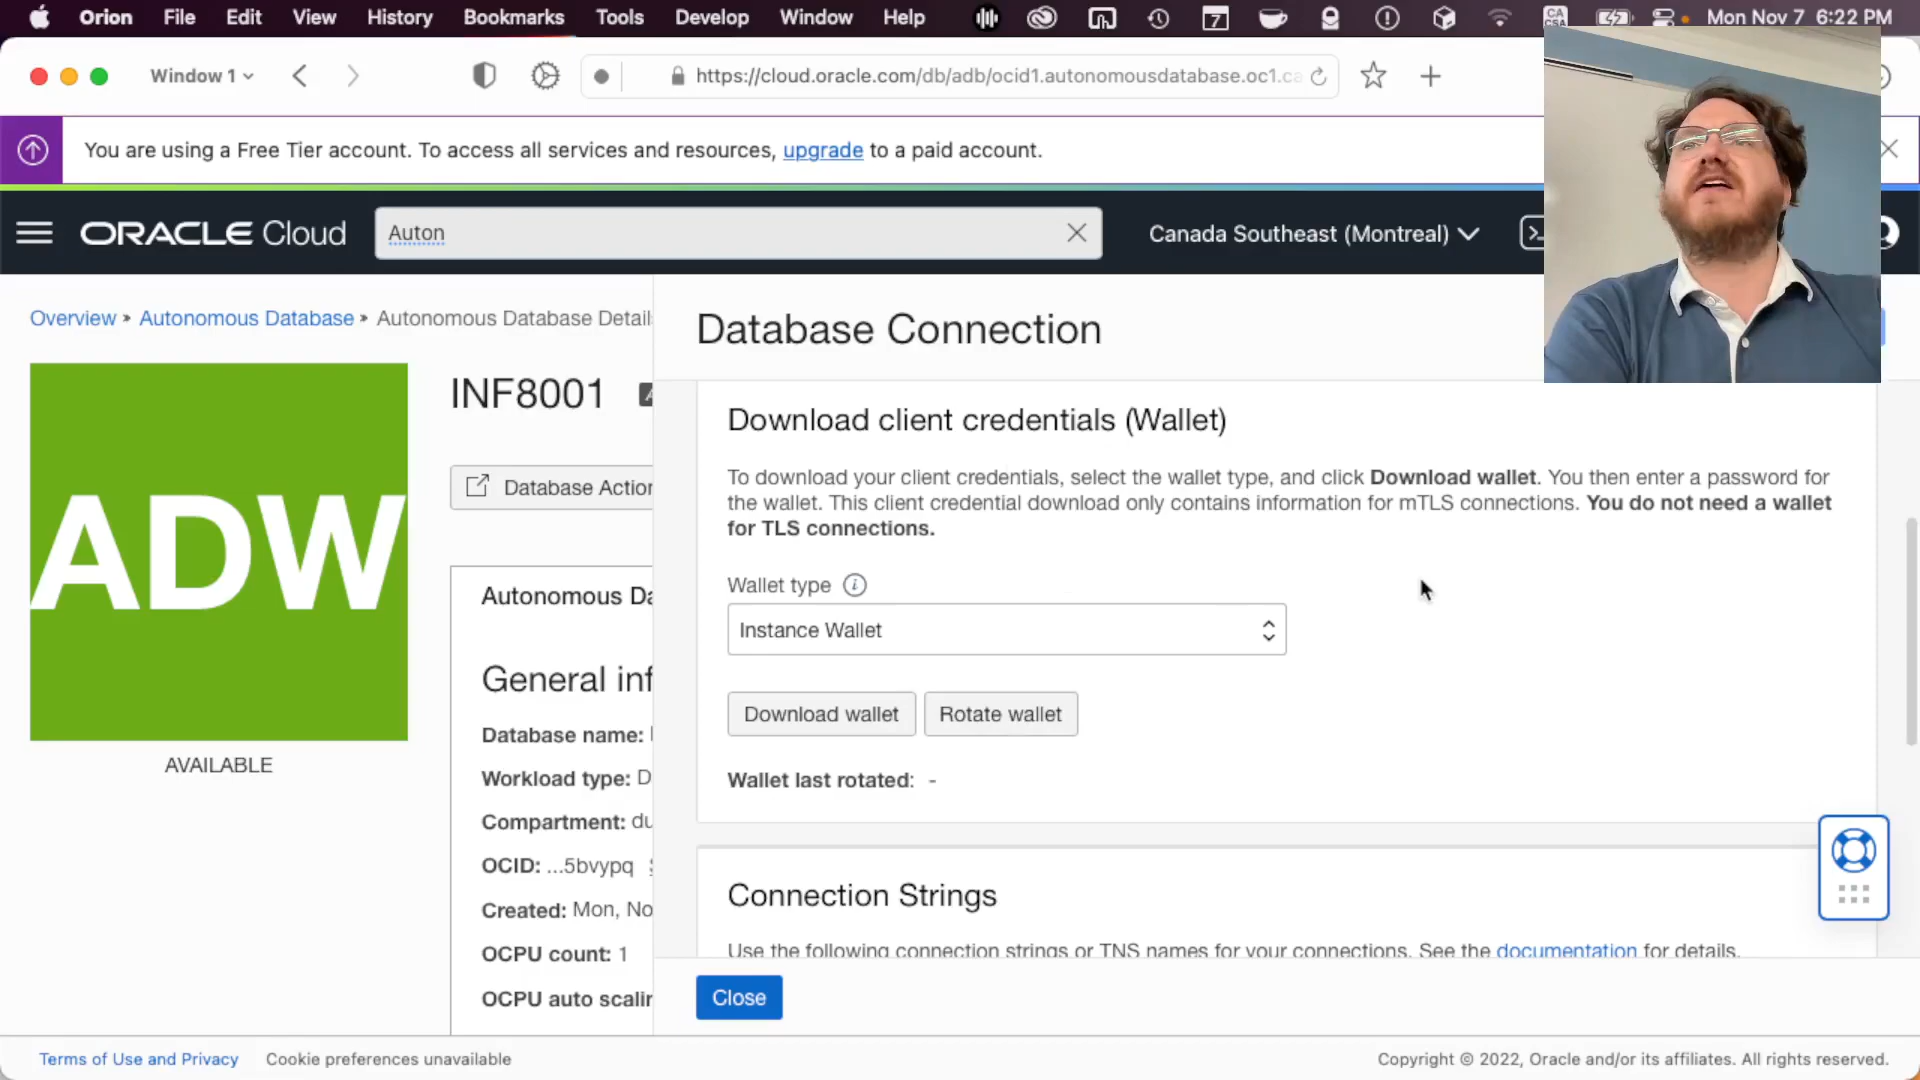 Orion File Edit View History Bookmarks Tools Develop Window Help 7 CA CSA Mon Nov 7 6:22 PM
Window 1 https://cloud.oracle.com/db/adb/ocid1.autonomousdatabase.oc1.ca
You are using a Free Tier account. To access all services and resources, upgrade to a paid account.
ORACLE Cloud Auton Canada Southeast (Montreal)
Overview » Autonomous Database » Autonomous Database Detail
Database Connection
ADW
AVAILABLE
INF8001
Database Action
Autonomous Da
General inf
Database name:
Workload type: D
Compartment: du
OCID: ...5bvypq
Created: Mon, No
OCPU count: 1
OCPU auto scalin
Download client credentials (Wallet)
To download your client credentials, select the wallet type, and click Download wallet. You then enter a password for
the wallet. This client credential download only contains information for mTLS connections. You do not need a wallet
for TLS connections.
Wallet type
Instance Wallet
Download wallet Rotate wallet
Wallet last rotated: -
Connection Strings
Use the following connection strings or TNS names for your connections. See the documentation for details.
Close
Terms of Use and Privacy Cookie preferences unavailable Copyright © 2022, Oracle and/or its affiliates. All rights reserved.